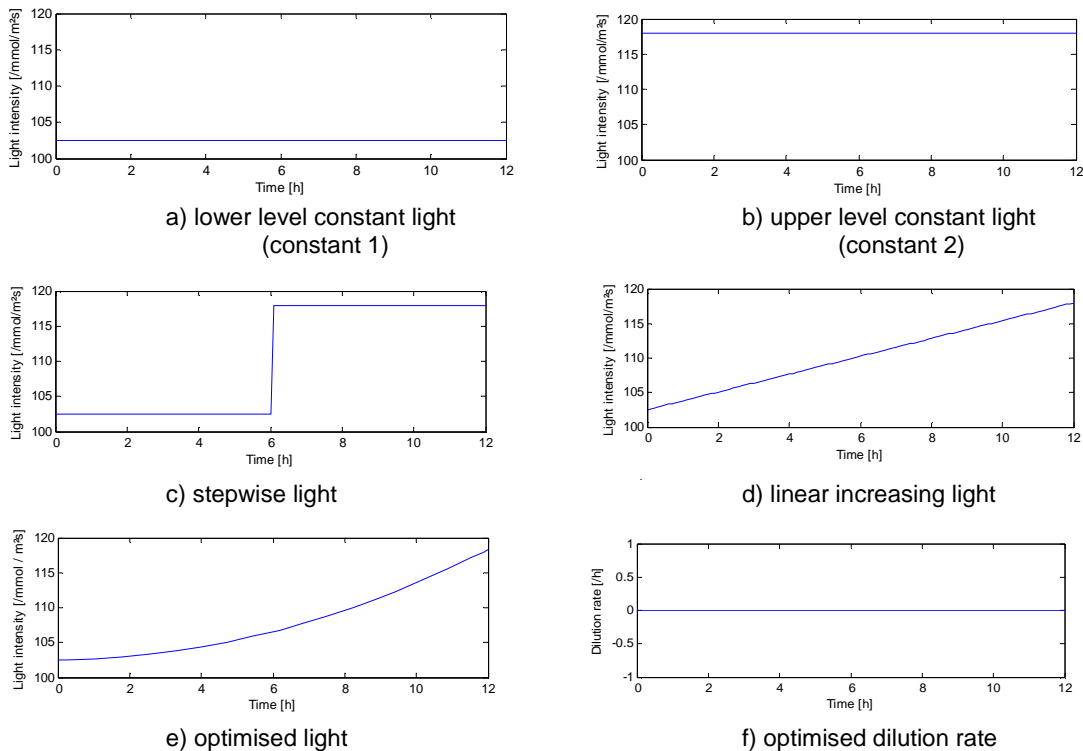 Light intensity [/mmol/m²s]
120
115
110
105
100
0 2 4 6 8 10 12
Time [h]
a) lower level constant light
(constant 1)
Light intensity [/mmol/m²s]
120
115
110
105
100
0 2 4 6 8 10 12
Time [h]
b) upper level constant light
(constant 2)
Light intensity [/mmol/m²s]
120
115
110
105
100
0 2 4 6 8 10 12
Time [h]
c) stepwise light
Light intensity [/mmol/m²s]
120
115
110
105
100
0 2 4 6 8 10 12
Time [h]
d) linear increasing light
Light intensity [/mmol / m²s]
120
115
110
105
100
0 2 4 6 8 10 12
Time [h]
e) optimised light
Dilution rate [/h]
1
0.5
0
-0.5
-1
0 2 4 6 8 10 12
Time [h]
f) optimised dilution rate